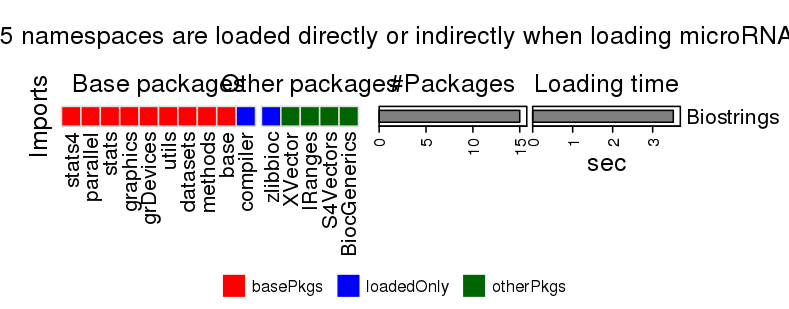 5 namespaces are loaded directly or indirectly when loading microRNA
Base packages
Other packages
#Packages
Loading time
Imports
Biostrings
stats4
parallel
stats
graphics
grDevices
utils
datasets
methods
base
compiler
zlibbioc
XVector
IRanges
S4Vectors
BiocGenerics
0
5
10
15
0
1
2
3
sec
basePkgs
loadedOnly
otherPkgs